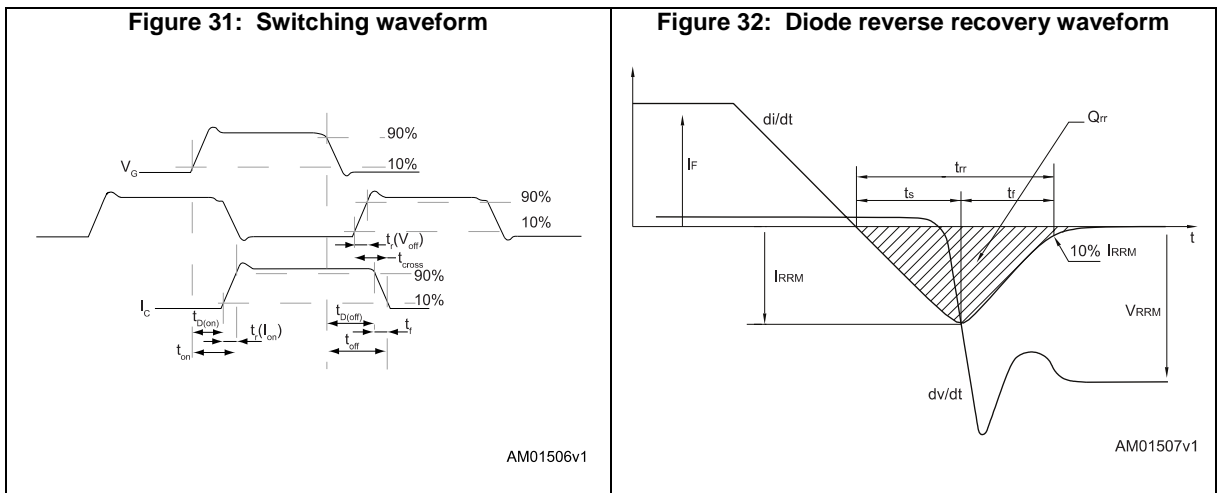 Figure 31: Switching waveform
90%
10%
VG
90%
10%
tr(Voff)
tcross
90%
10%
IC
tD(on)
tr(Ion)
ton
tD(off)
tf
toff
AM01506v1
Figure 32: Diode reverse recovery waveform
di/dt
Qrr
IF
trr
ts
tf
t
10% IRRM
IRRM
VRRM
dv/dt
AM01507v1